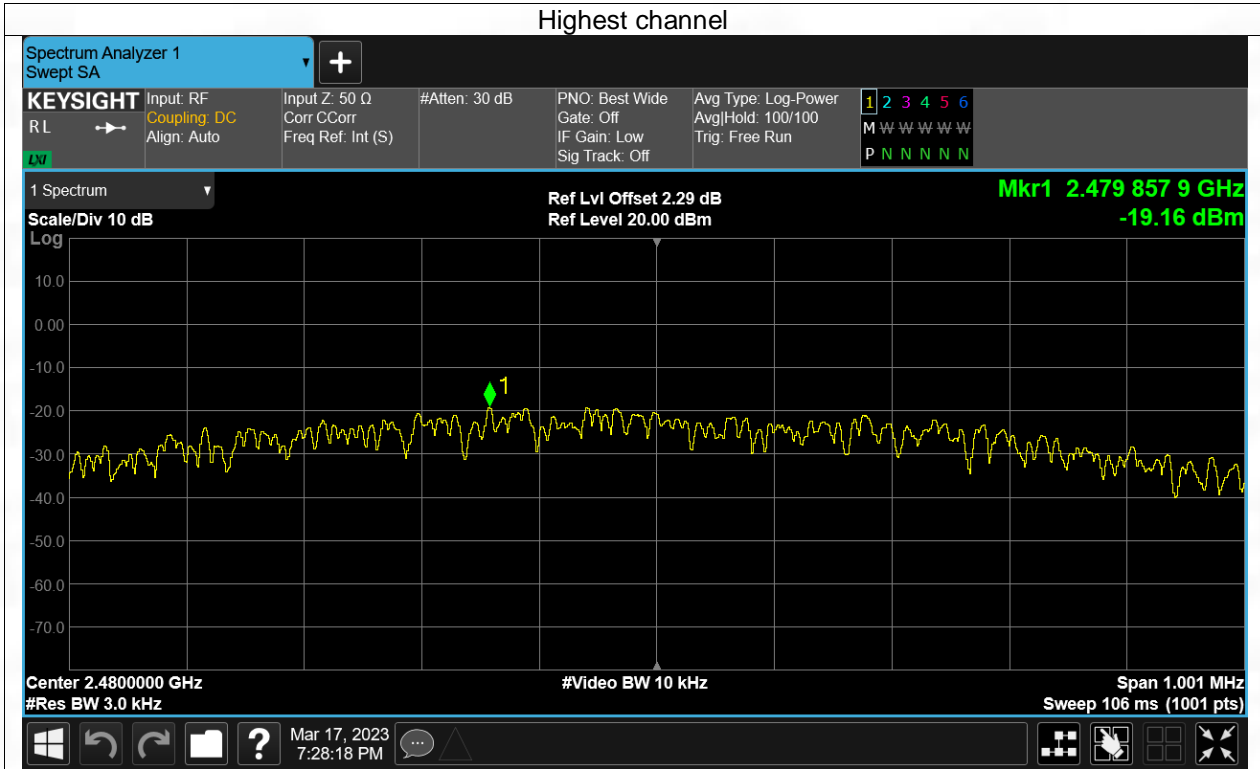 Highest channel
Spectrum Analyzer 1
Swept SA
KEYSIGHT
RL
LXI
Input: RF
Coupling: DC
Align: Auto
Input Z: 50 Ω
Corr CCorr
Freq Ref: Int (S)
#Atten: 30 dB
PNO: Best Wide
Gate: Off
IF Gain: Low
Sig Track: Off
Avg Type: Log-Power
Avg|Hold: 100/100
Trig: Free Run
1 2 3 4 5 6
M W W W W W
P N N N N N
1 Spectrum
Scale/Div 10 dB
Log
Ref Lvl Offset 2.29 dB
Ref Level 20.00 dBm
Mkr1 2.479 857 9 GHz
-19.16 dBm
10.0
0.00
-10.0
1
-20.0
-30.0
-40.0
-50.0
-60.0
-70.0
Center 2.4800000 GHz
#Res BW 3.0 kHz
#Video BW 10 kHz
Span 1.001 MHz
Sweep 106 ms (1001 pts)
?
Mar 17, 2023
7:28:18 PM